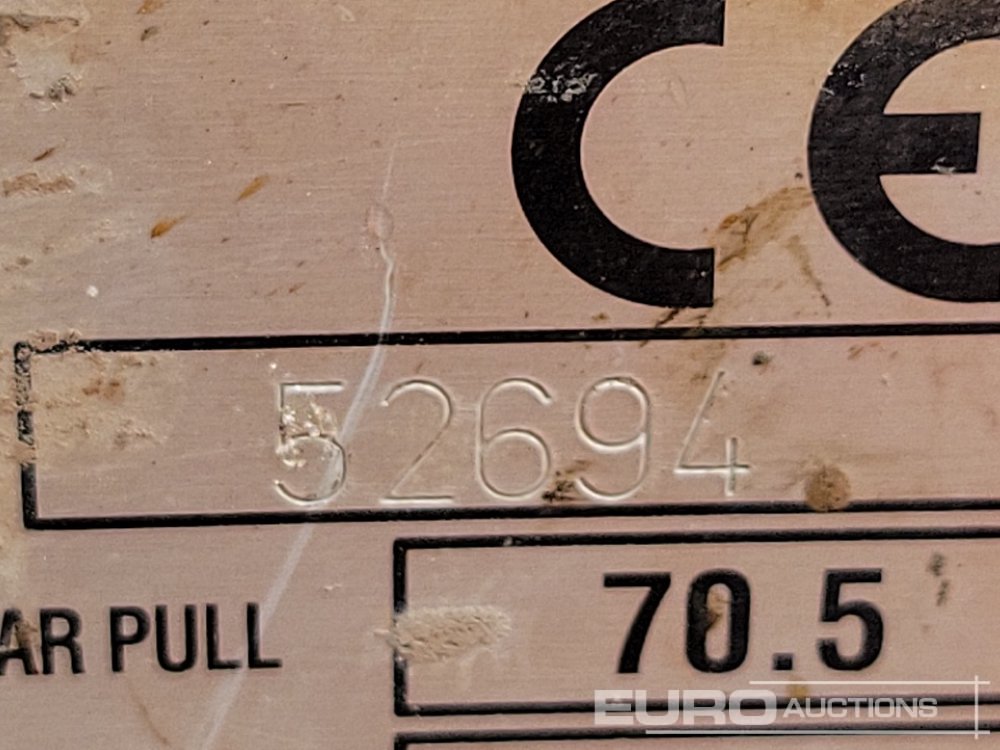 CE
52694
AR PULL 70.5
EURO AUCTIONS